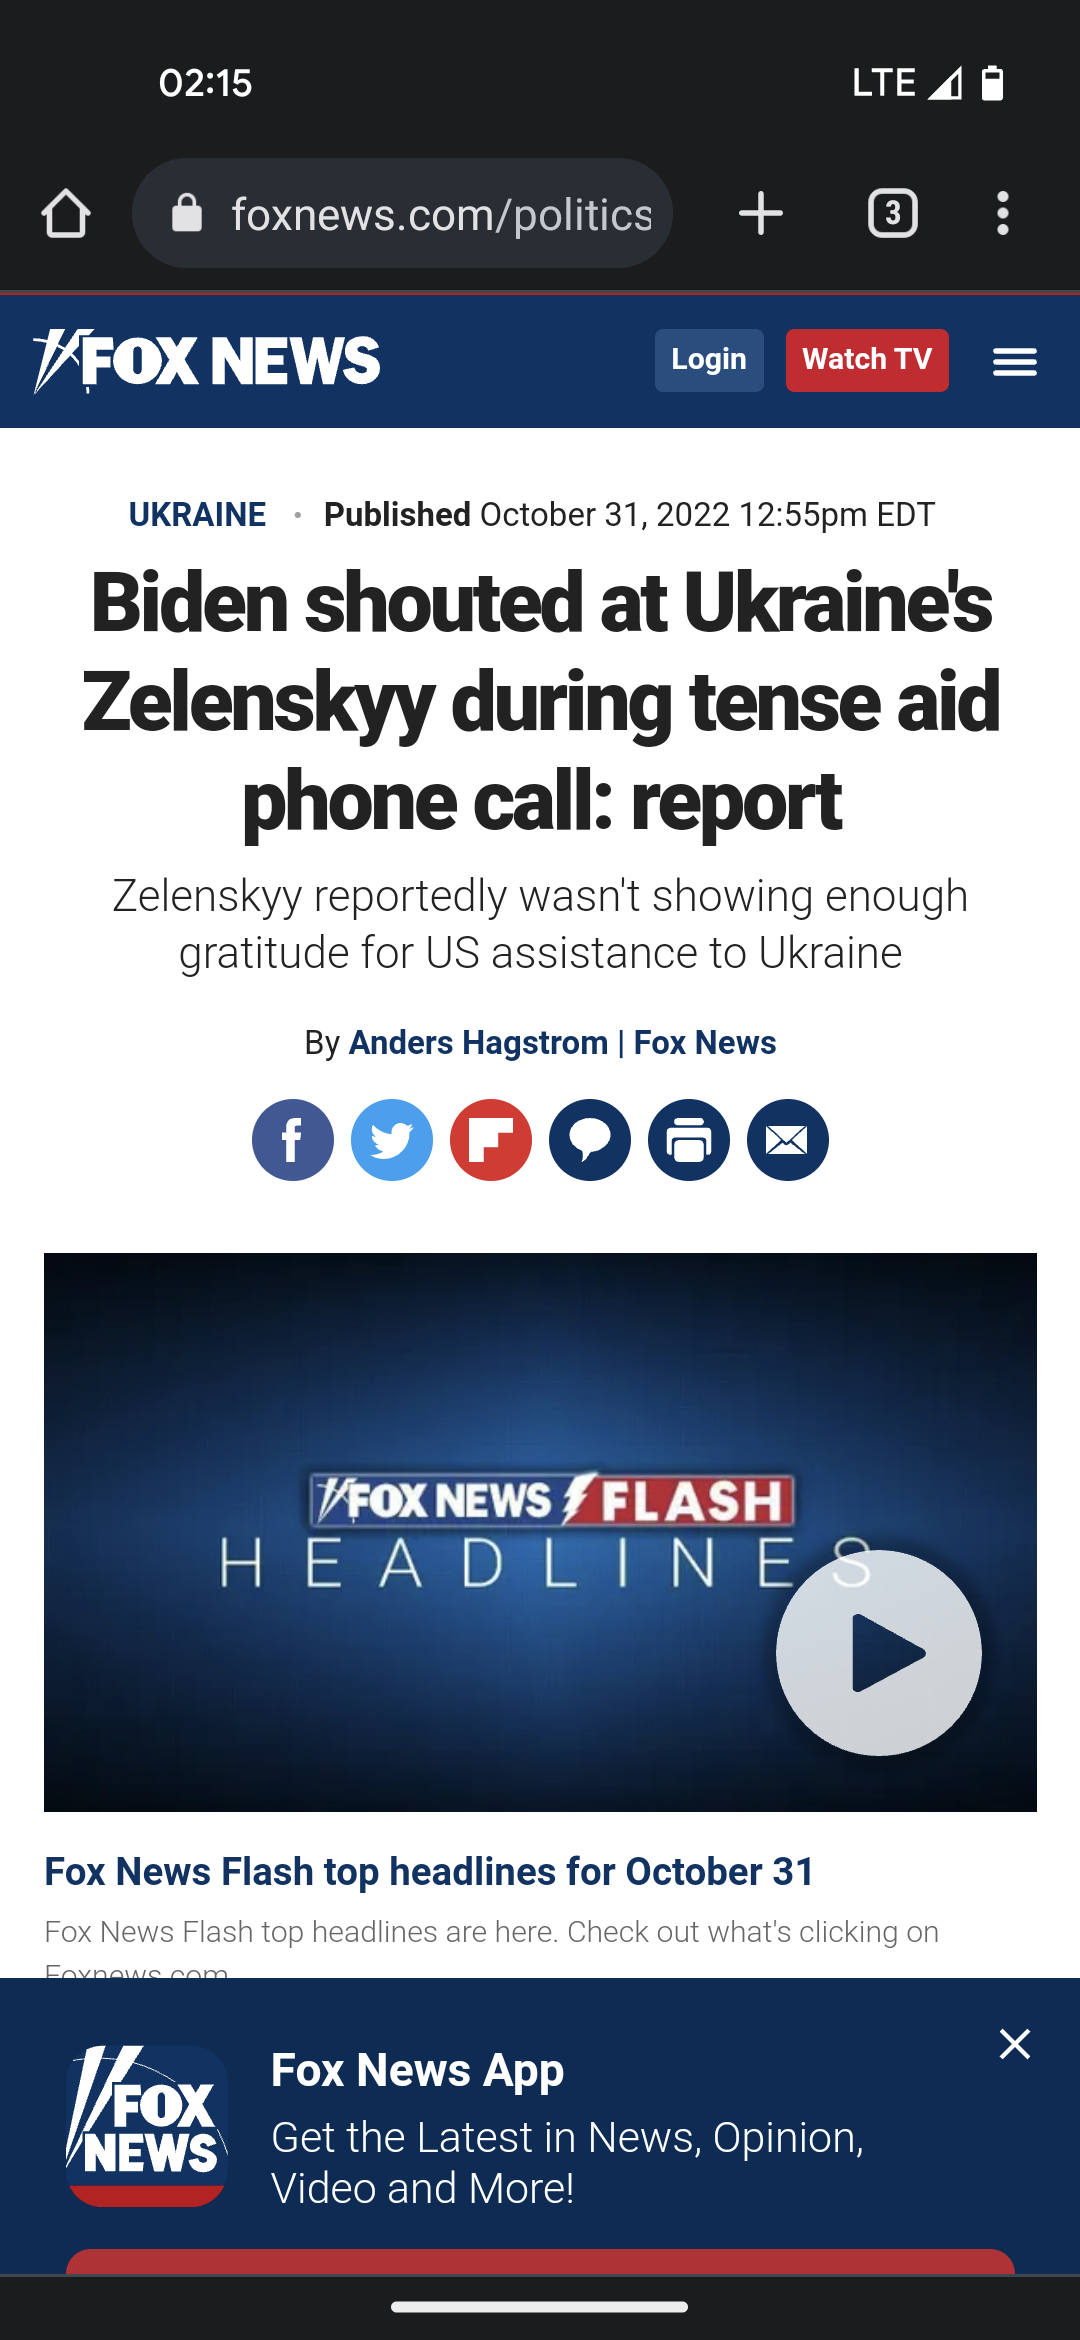 02:15 LTE
foxnews.com/politics 3
FOX NEWS Login Watch TV
UKRAINE · Published October 31, 2022 12:55pm EDT
Biden shouted at Ukraine's
Zelenskyy during tense aid
phone call: report
Zelenskyy reportedly wasn't showing enough
gratitude for US assistance to Ukraine
By Anders Hagstrom | Fox News
FOX NEWS FLASH
HEADLINES
Fox News Flash top headlines for October 31
Fox News Flash top headlines are here. Check out what's clicking on
Foxnews.com
FOX
NEWS
Fox News App
Get the Latest in News, Opinion,
Video and More!